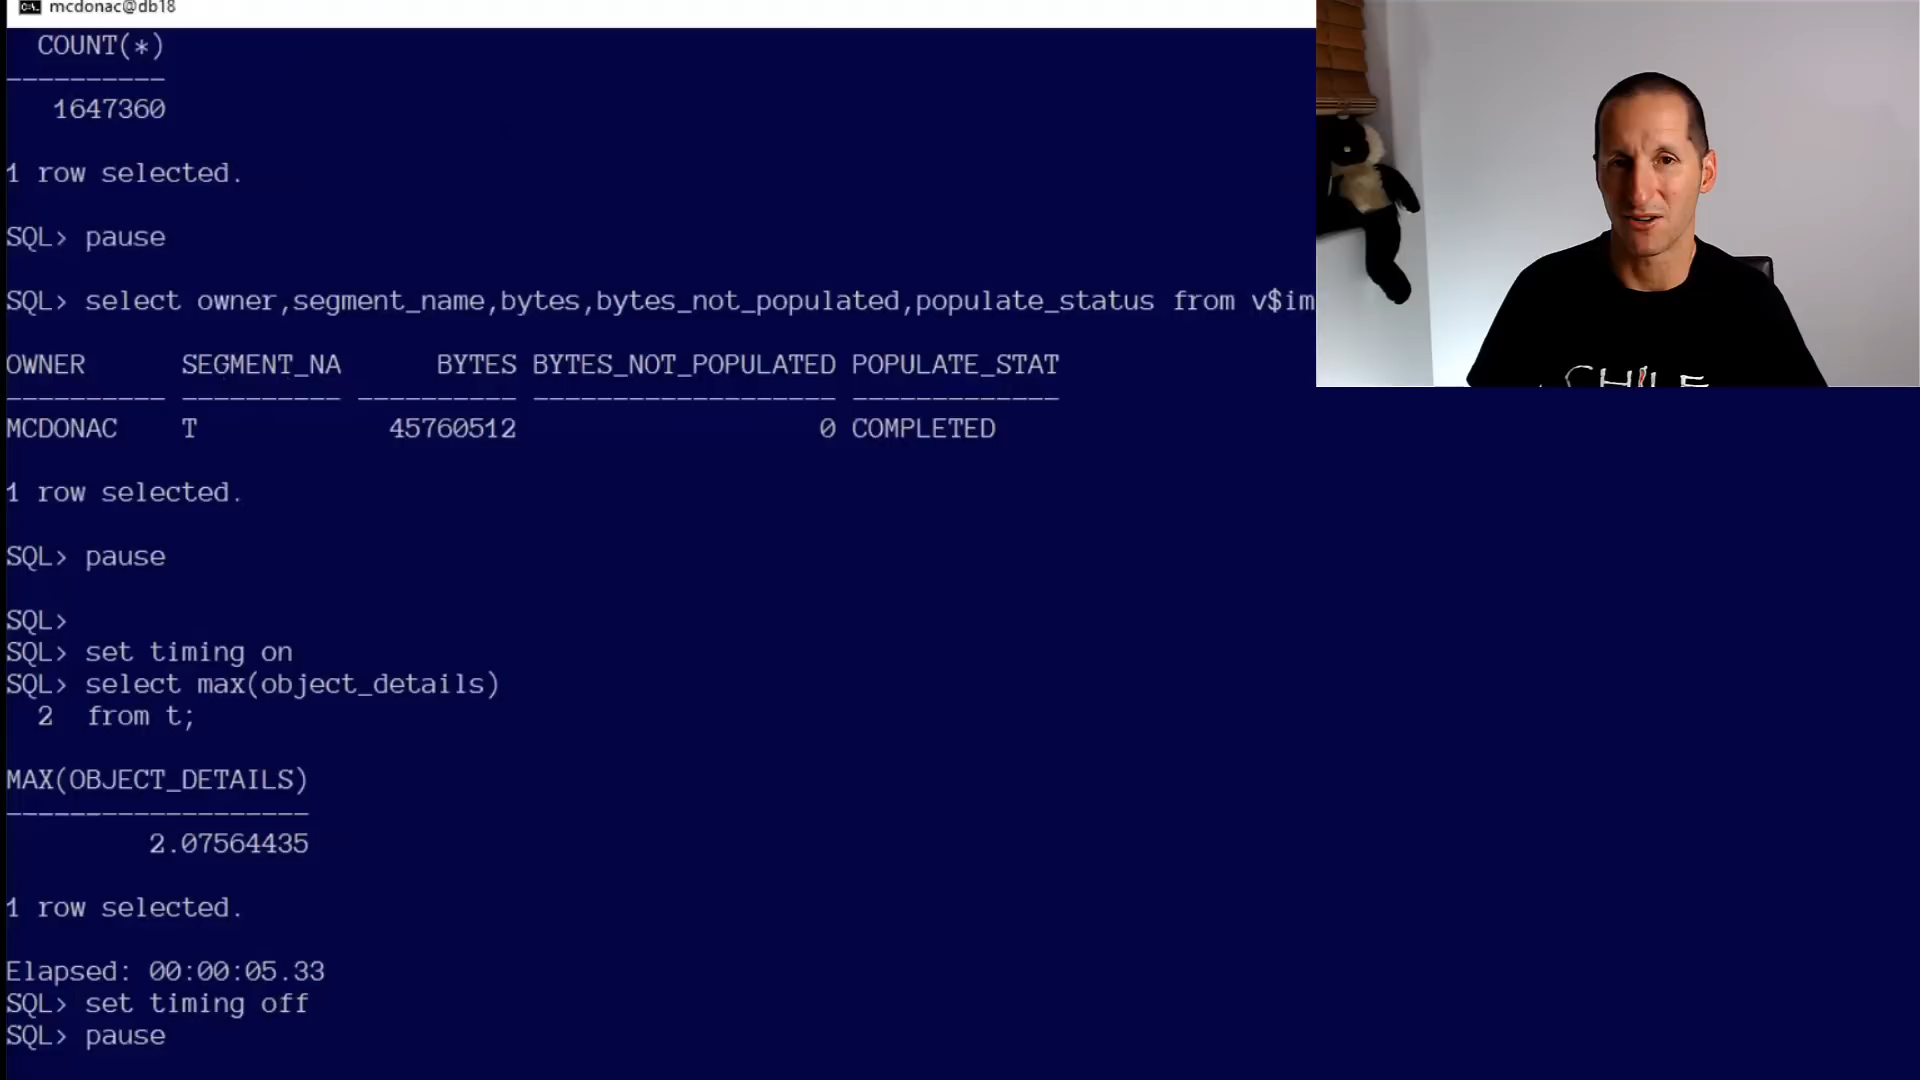 mcdonac@db18
COUNT(*)
----------
1647360
1 row selected.
SQL> pause
SQL> select owner,segment_name,bytes,bytes_not_populated,populate_status from v$im
OWNER SEGMENT_NA BYTES BYTES_NOT_POPULATED POPULATE_STAT
---------- ---------- ---------- ------------------- -------------
MCDONAC T 45760512 0 COMPLETED
1 row selected.
SQL> pause
SQL>
SQL> set timing on
SQL> select max(object_details)
2 from t;
MAX(OBJECT_DETAILS)
-------------------
2.07564435
1 row selected.
Elapsed: 00:00:05.33
SQL> set timing off
SQL> pause
CHILE